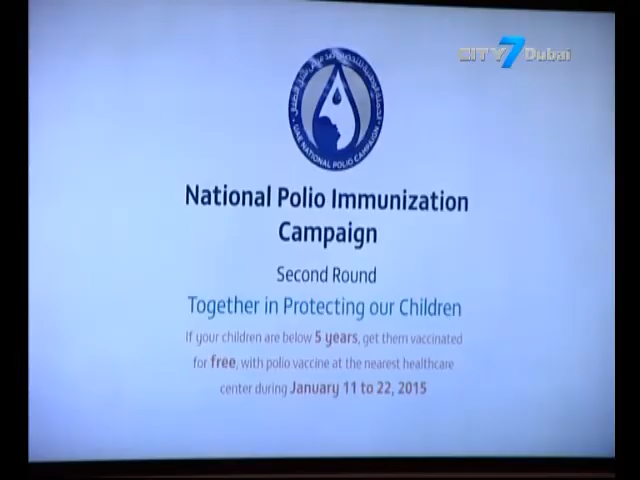 CITY 7 Dubai
UAE NATIONAL POLIO CAMPAIGN
National Polio Immunization
Campaign
Second Round
Together in Protecting our Children
If your children are below 5 years, get them vaccinated
for free, with polio vaccine at the nearest healthcare
center during January 11 to 22, 2015